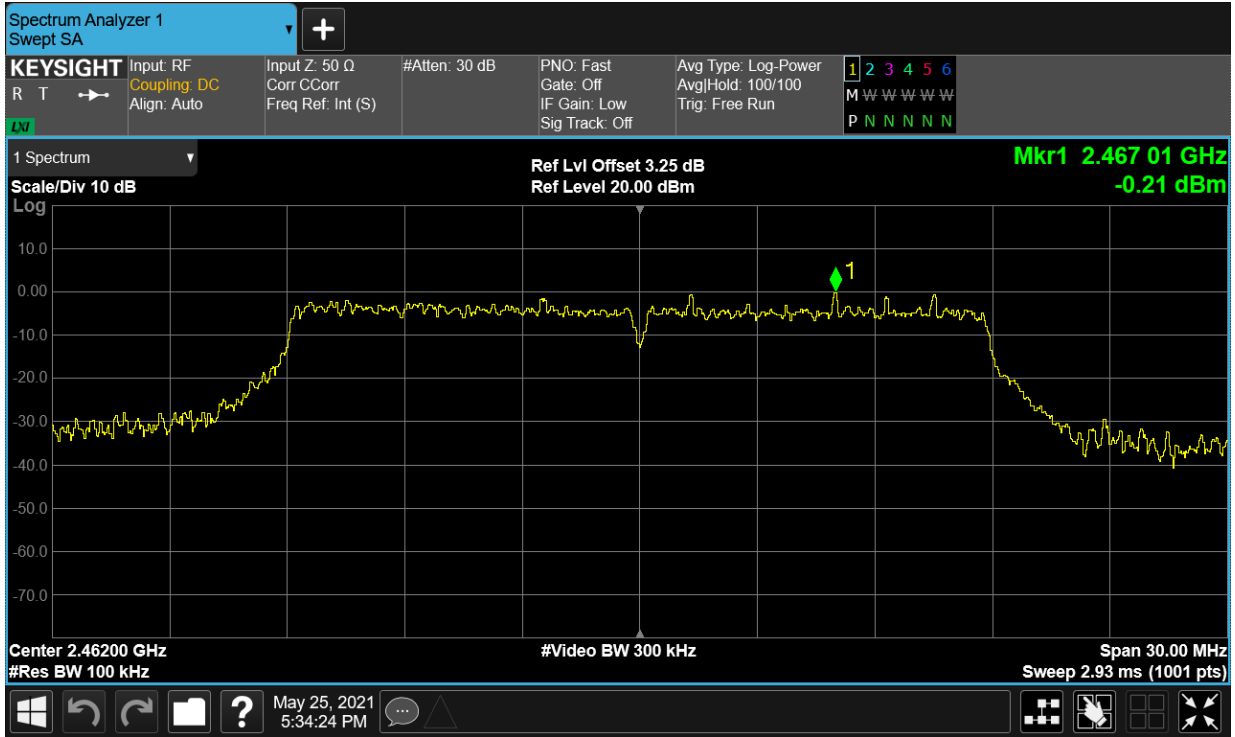 Spectrum Analyzer 1
Swept SA
KEYSIGHT
R T
LXI
Input: RF
Coupling: DC
Align: Auto
Input Z: 50 Ω
Corr CCorr
Freq Ref: Int (S)
#Atten: 30 dB
PNO: Fast
Gate: Off
IF Gain: Low
Sig Track: Off
Avg Type: Log-Power
Avg|Hold: 100/100
Trig: Free Run
1 2 3 4 5 6
M W W W W W
P N N N N N
1 Spectrum
Scale/Div 10 dB
Log
Ref Lvl Offset 3.25 dB
Ref Level 20.00 dBm
Mkr1 2.467 01 GHz
-0.21 dBm
10.0
0.00
-10.0
-20.0
-30.0
-40.0
-50.0
-60.0
-70.0
1
Center 2.46200 GHz
#Res BW 100 kHz
#Video BW 300 kHz
Span 30.00 MHz
Sweep 2.93 ms (1001 pts)
?
May 25, 2021
5:34:24 PM